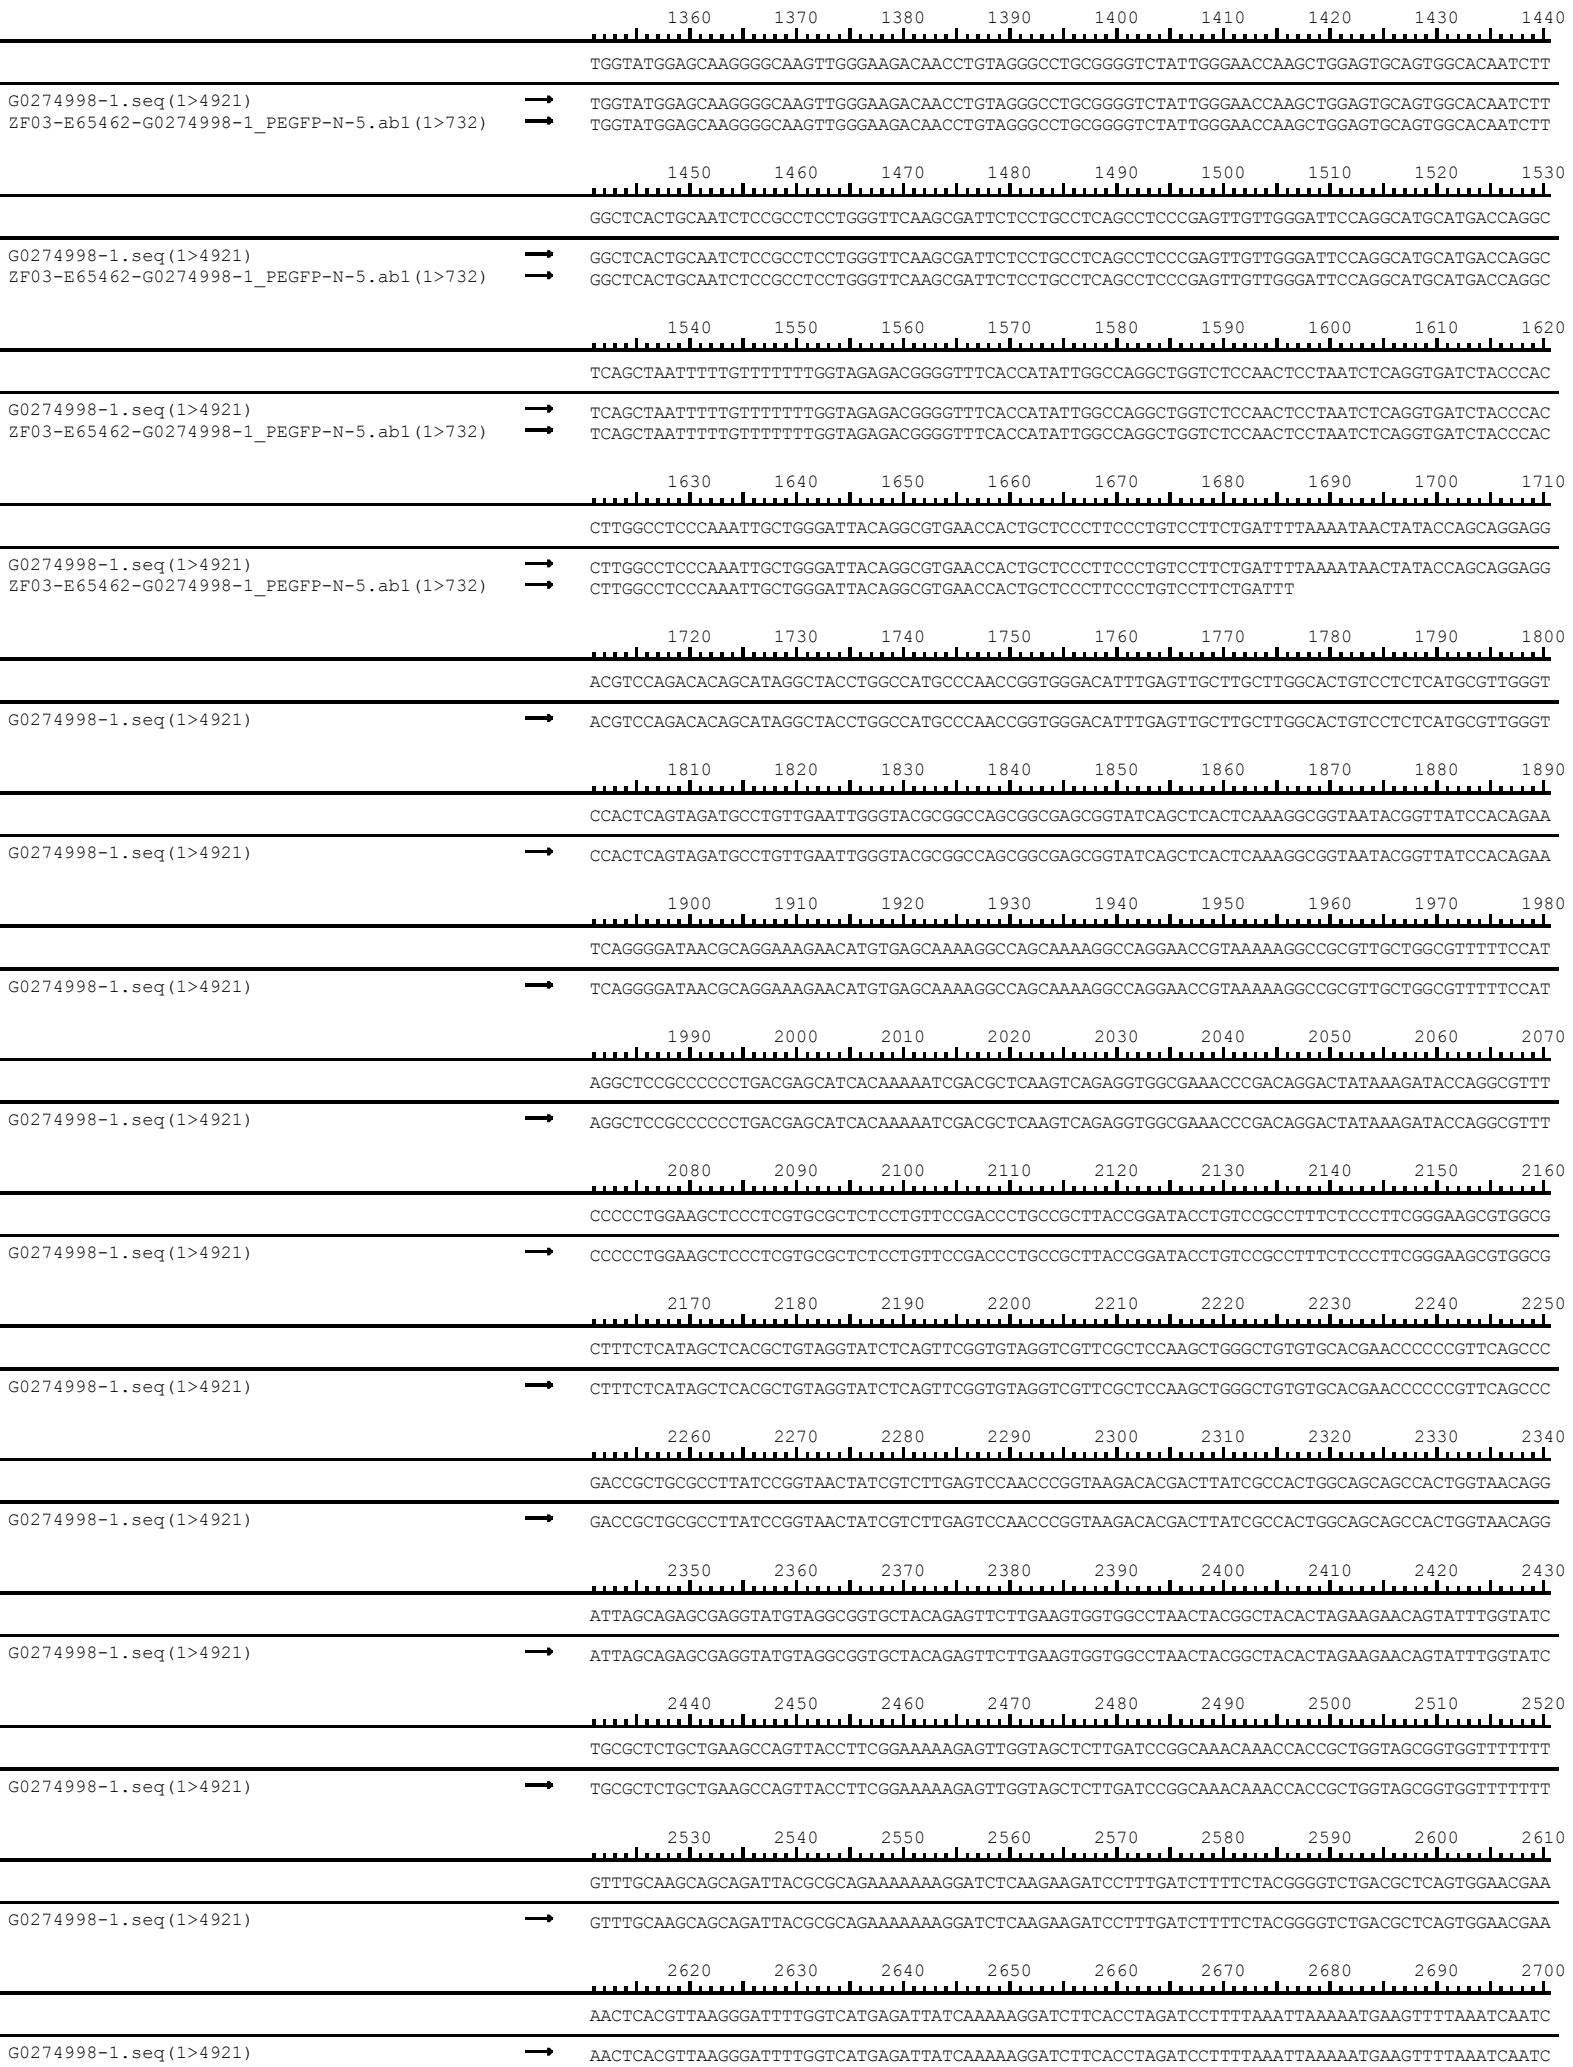 1360 1370 1380 1390 1400 1410 1420 1430 1440
TGGTATGGAGCAAGGGGCAAGTTGGGAAGACAACCTGTAGGGCCTGCGGGGTCTATTGGGAACCAAGCTGGAGTGCAGTGGCACAATCTT
G0274998-1.seq(1>4921) → TGGTATGGAGCAAGGGGCAAGTTGGGAAGACAACCTGTAGGGCCTGCGGGGTCTATTGGGAACCAAGCTGGAGTGCAGTGGCACAATCTT
ZF03-E65462-G0274998-1_PEGFP-N-5.ab1(1>732) → TGGTATGGAGCAAGGGGCAAGTTGGGAAGACAACCTGTAGGGCCTGCGGGGTCTATTGGGAACCAAGCTGGAGTGCAGTGGCACAATCTT
1450 1460 1470 1480 1490 1500 1510 1520 1530
GGCTCACTGCAATCTCCGCCTCCTGGGTTCAAGCGATTCTCCTGCCTCAGCCTCCCGAGTTGTTGGGATTCCAGGCATGCATGACCAGGC
G0274998-1.seq(1>4921) → GGCTCACTGCAATCTCCGCCTCCTGGGTTCAAGCGATTCTCCTGCCTCAGCCTCCCGAGTTGTTGGGATTCCAGGCATGCATGACCAGGC
ZF03-E65462-G0274998-1_PEGFP-N-5.ab1(1>732) → GGCTCACTGCAATCTCCGCCTCCTGGGTTCAAGCGATTCTCCTGCCTCAGCCTCCCGAGTTGTTGGGATTCCAGGCATGCATGACCAGGC
1540 1550 1560 1570 1580 1590 1600 1610 1620
TCAGCTAATTTTTGTTTTTTTGGTAGAGACGGGGTTTCACCATATTGGCCAGGCTGGTCTCCAACTCCTAATCTCAGGTGATCTACCCAC
G0274998-1.seq(1>4921) → TCAGCTAATTTTTGTTTTTTTGGTAGAGACGGGGTTTCACCATATTGGCCAGGCTGGTCTCCAACTCCTAATCTCAGGTGATCTACCCAC
ZF03-E65462-G0274998-1_PEGFP-N-5.ab1(1>732) → TCAGCTAATTTTTGTTTTTTTGGTAGAGACGGGGTTTCACCATATTGGCCAGGCTGGTCTCCAACTCCTAATCTCAGGTGATCTACCCAC
1630 1640 1650 1660 1670 1680 1690 1700 1710
CTTGGCCTCCCAAATTGCTGGGATTACAGGCGTGAACCACTGCTCCCTTCCCTGTCCTTCTGATTTTAAAATAACTATACCAGCAGGAGG
G0274998-1.seq(1>4921) → CTTGGCCTCCCAAATTGCTGGGATTACAGGCGTGAACCACTGCTCCCTTCCCTGTCCTTCTGATTTTAAAATAACTATACCAGCAGGAGG
ZF03-E65462-G0274998-1_PEGFP-N-5.ab1(1>732) → CTTGGCCTCCCAAATTGCTGGGATTACAGGCGTGAACCACTGCTCCCTTCCCTGTCCTTCTGATTT
1720 1730 1740 1750 1760 1770 1780 1790 1800
ACGTCCAGACACAGCATAGGCTACCTGGCCATGCCCAACCGGTGGGACATTTGAGTTGCTTGCTTGGCACTGTCCTCTCATGCGTTGGGT
G0274998-1.seq(1>4921) → ACGTCCAGACACAGCATAGGCTACCTGGCCATGCCCAACCGGTGGGACATTTGAGTTGCTTGCTTGGCACTGTCCTCTCATGCGTTGGGT
1810 1820 1830 1840 1850 1860 1870 1880 1890
CCACTCAGTAGATGCCTGTTGAATTGGGTACGCGGCCAGCGGCGAGCGGTATCAGCTCACTCAAAGGCGGTAATACGGTTATCCACAGAA
G0274998-1.seq(1>4921) → CCACTCAGTAGATGCCTGTTGAATTGGGTACGCGGCCAGCGGCGAGCGGTATCAGCTCACTCAAAGGCGGTAATACGGTTATCCACAGAA
1900 1910 1920 1930 1940 1950 1960 1970 1980
TCAGGGGATAACGCAGGAAAGAACATGTGAGCAAAAGGCCAGCAAAAGGCCAGGAACCGTAAAAAGGCCGCGTTGCTGGCGTTTTTCCAT
G0274998-1.seq(1>4921) → TCAGGGGATAACGCAGGAAAGAACATGTGAGCAAAAGGCCAGCAAAAGGCCAGGAACCGTAAAAAGGCCGCGTTGCTGGCGTTTTTCCAT
1990 2000 2010 2020 2030 2040 2050 2060 2070
AGGCTCCGCCCCCCTGACGAGCATCACAAAAATCGACGCTCAAGTCAGAGGTGGCGAAACCCGACAGGACTATAAAGATACCAGGCGTTT
G0274998-1.seq(1>4921) → AGGCTCCGCCCCCCTGACGAGCATCACAAAAATCGACGCTCAAGTCAGAGGTGGCGAAACCCGACAGGACTATAAAGATACCAGGCGTTT
2080 2090 2100 2110 2120 2130 2140 2150 2160
CCCCCTGGAAGCTCCCTCGTGCGCTCTCCTGTTCCGACCCTGCCGCTTACCGGATACCTGTCCGCCTTTCTCCCTTCGGGAAGCGTGGCG
G0274998-1.seq(1>4921) → CCCCCTGGAAGCTCCCTCGTGCGCTCTCCTGTTCCGACCCTGCCGCTTACCGGATACCTGTCCGCCTTTCTCCCTTCGGGAAGCGTGGCG
2170 2180 2190 2200 2210 2220 2230 2240 2250
CTTTCTCATAGCTCACGCTGTAGGTATCTCAGTTCGGTGTAGGTCGTTCGCTCCAAGCTGGGCTGTGTGCACGAACCCCCCGTTCAGCCC
G0274998-1.seq(1>4921) → CTTTCTCATAGCTCACGCTGTAGGTATCTCAGTTCGGTGTAGGTCGTTCGCTCCAAGCTGGGCTGTGTGCACGAACCCCCCGTTCAGCCC
2260 2270 2280 2290 2300 2310 2320 2330 2340
GACCGCTGCGCCTTATCCGGTAACTATCGTCTTGAGTCCAACCCGGTAAGACACGACTTATCGCCACTGGCAGCAGCCACTGGTAACAGG
G0274998-1.seq(1>4921) → GACCGCTGCGCCTTATCCGGTAACTATCGTCTTGAGTCCAACCCGGTAAGACACGACTTATCGCCACTGGCAGCAGCCACTGGTAACAGG
2350 2360 2370 2380 2390 2400 2410 2420 2430
ATTAGCAGAGCGAGGTATGTAGGCGGTGCTACAGAGTTCTTGAAGTGGTGGCCTAACTACGGCTACACTAGAAGAACAGTATTTGGTATC
G0274998-1.seq(1>4921) → ATTAGCAGAGCGAGGTATGTAGGCGGTGCTACAGAGTTCTTGAAGTGGTGGCCTAACTACGGCTACACTAGAAGAACAGTATTTGGTATC
2440 2450 2460 2470 2480 2490 2500 2510 2520
TGCGCTCTGCTGAAGCCAGTTACCTTCGGAAAAAGAGTTGGTAGCTCTTGATCCGGCAAACAAACCACCGCTGGTAGCGGTGGTTTTTTT
G0274998-1.seq(1>4921) → TGCGCTCTGCTGAAGCCAGTTACCTTCGGAAAAAGAGTTGGTAGCTCTTGATCCGGCAAACAAACCACCGCTGGTAGCGGTGGTTTTTTT
2530 2540 2550 2560 2570 2580 2590 2600 2610
GTTTGCAAGCAGCAGATTACGCGCAGAAAAAAAGGATCTCAAGAAGATCCTTTGATCTTTTCTACGGGGTCTGACGCTCAGTGGAACGAA
G0274998-1.seq(1>4921) → GTTTGCAAGCAGCAGATTACGCGCAGAAAAAAAGGATCTCAAGAAGATCCTTTGATCTTTTCTACGGGGTCTGACGCTCAGTGGAACGAA
2620 2630 2640 2650 2660 2670 2680 2690 2700
AACTCACGTTAAGGGATTTTGGTCATGAGATTATCAAAAAGGATCTTCACCTAGATCCTTTTAAATTAAAAATGAAGTTTTAAATCAATC
G0274998-1.seq(1>4921) → AACTCACGTTAAGGGATTTTGGTCATGAGATTATCAAAAAGGATCTTCACCTAGATCCTTTTAAATTAAAAATGAAGTTTTAAATCAATC